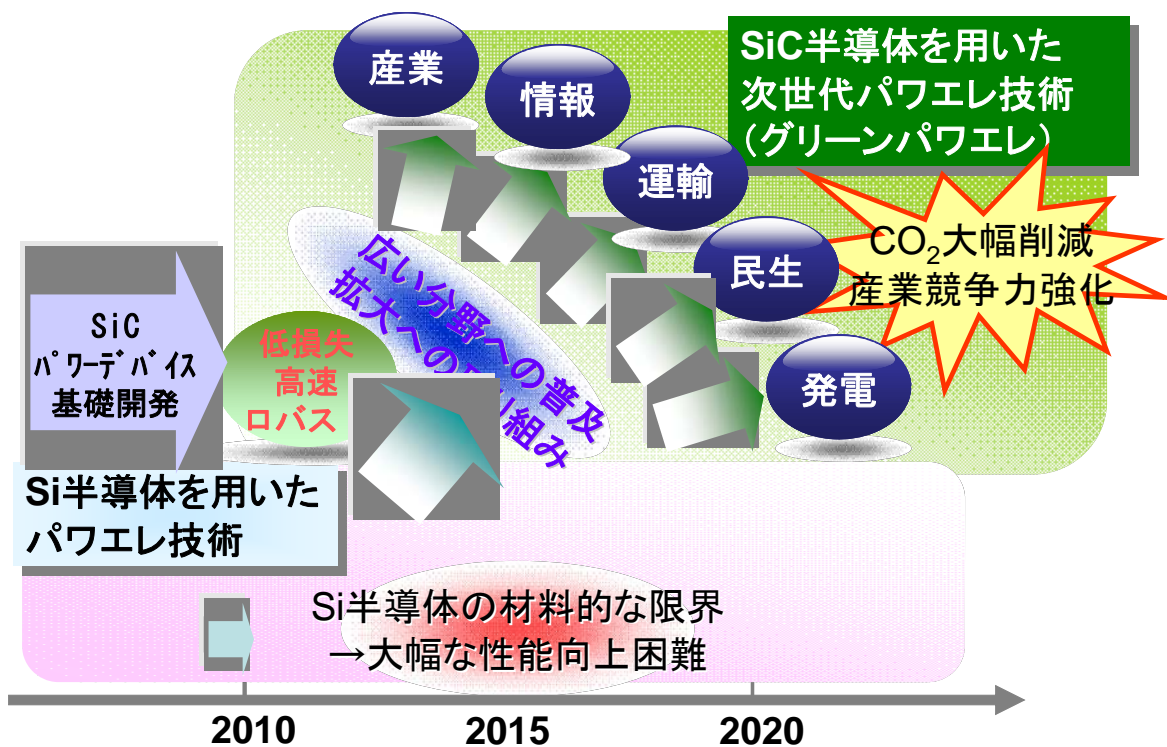 産業
情報
運輸
民生
発電
SiC半導体を用いた
次世代パワエレ技術
(グリーンパワエレ)
CO₂大幅削減
産業競争力強化
SiC
ﾊﾟﾜｰﾃﾞﾊﾞｲｽ
基礎開発
低損失
高速
ロバス
広い分野への普及
拡大への り組み
Si半導体を用いた
パワエレ技術
Si半導体の材料的な限界
→大幅な性能向上困難
2010
2015
2020